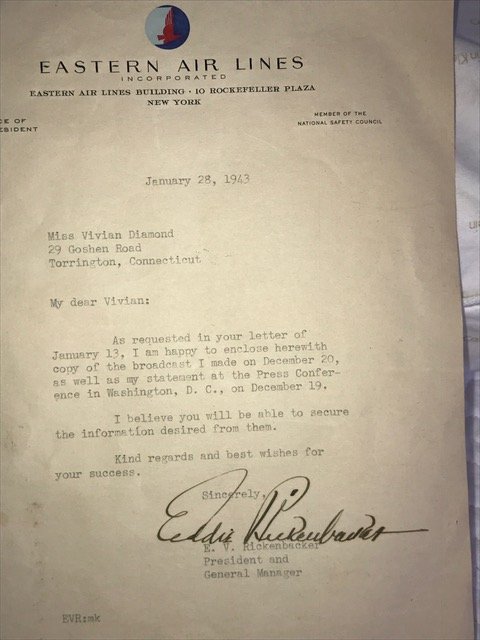 EASTERN AIR LINES
INCORPORATED
EASTERN AIR LINES BUILDING · 10 ROCKEFELLER PLAZA
NEW YORK
CE OF
ESIDENT
MEMBER OF THE
NATIONAL SAFETY COUNCIL
January 28, 1943
Miss Vivian Diamond
29 Goshen Road
Torrington, Connecticut
My dear Vivian:
As requested in your letter of
January 13, I am happy to enclose herewith
copy of the broadcast I made on December 20,
as well as my statement at the Press Confer-
ence in Washington, D. C., on December 19.
I believe you will be able to secure
the information desired from them.
Kind regards and best wishes for
your success.
Sincerely,
Eddie Rickenbacker
E. V. Rickenbacker
President and
General Manager
EVR:mk